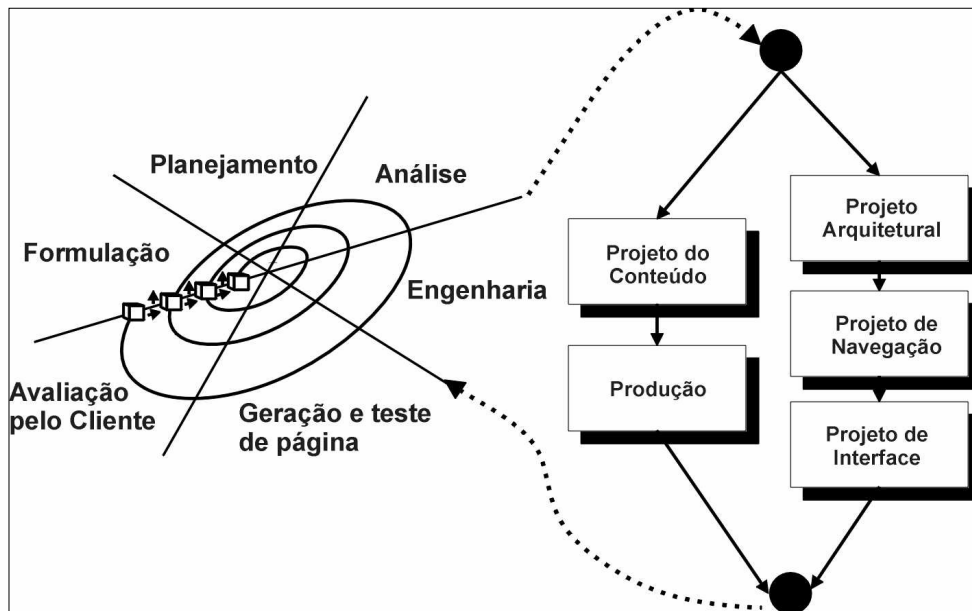 Planejamento
Análise
Formulação
Engenharia
Avaliação
pelo Cliente
Geração e teste
de página
Projeto do
Conteúdo
Produção
Projeto
Arquitetural
Projeto de
Navegação
Projeto de
Interface